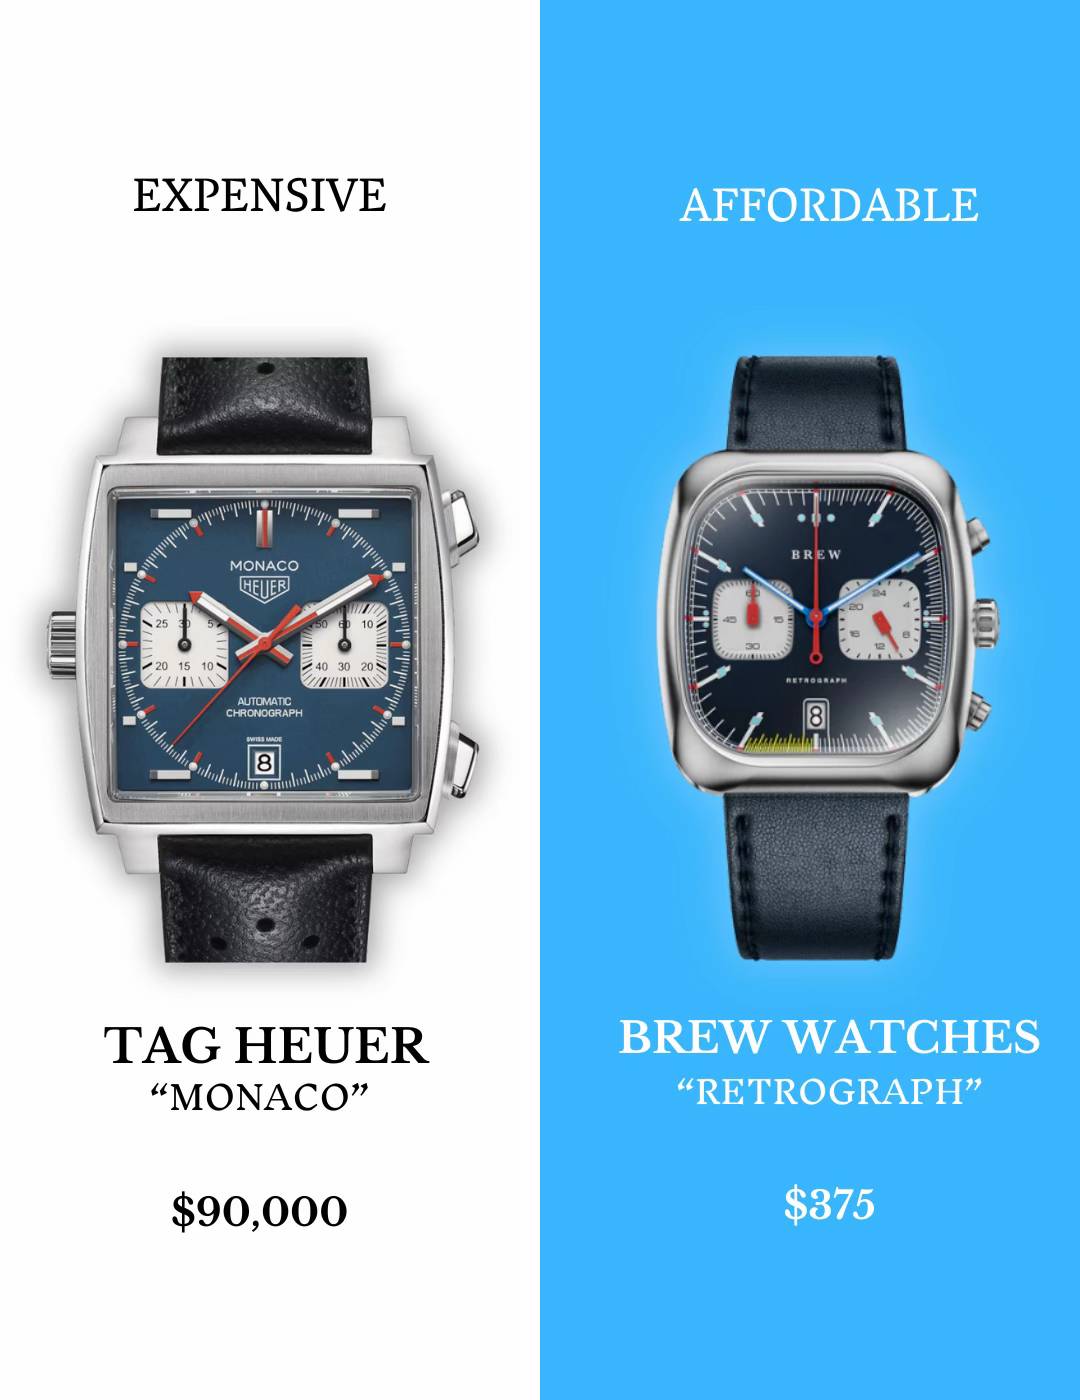 EXPENSIVE
MONACO
HEUER
25 30 5
20 15 10
50 60 10
40 30 20
AUTOMATIC
CHRONOGRAPH
SWISS MADE
8
TAG HEUER
“MONACO”
$90,000
AFFORDABLE
BREW
60
45 15
30
24
20 4
16 8
12
RETROGRAPH
8
BREW WATCHES
“RETROGRAPH”
$375